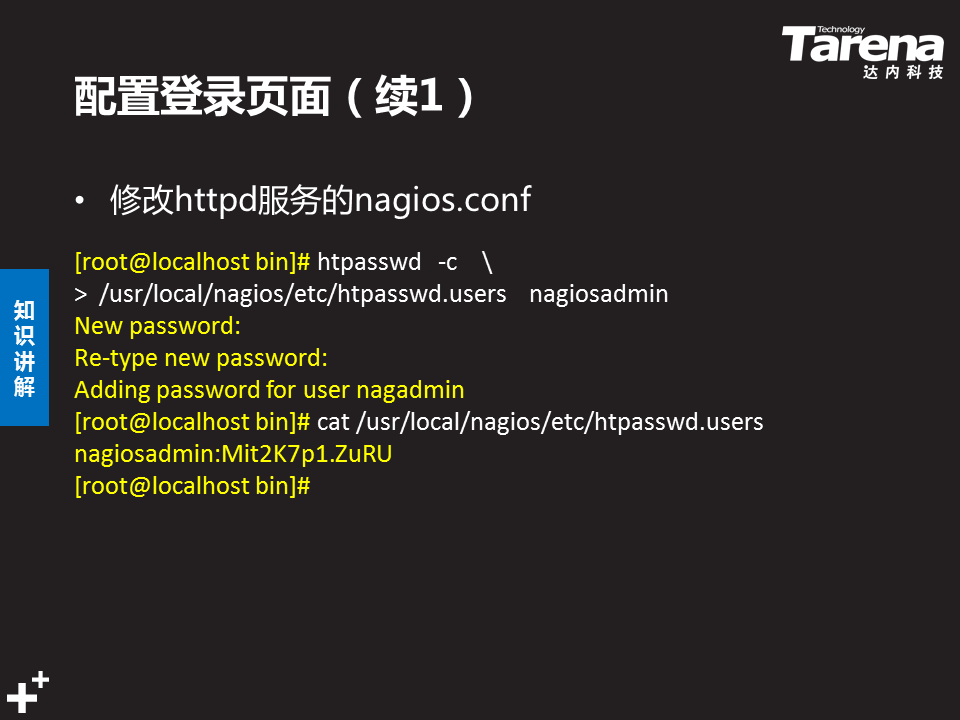 Technology
Tarena
达内科技
配置登录页面（续1）
• 修改httpd服务的nagios.conf
[root@localhost bin]# htpasswd -c \
> /usr/local/nagios/etc/htpasswd.users nagiosadmin
New password:
Re-type new password:
Adding password for user nagadmin
[root@localhost bin]# cat /usr/local/nagios/etc/htpasswd.users
nagiosadmin:Mit2K7p1.ZuRU
[root@localhost bin]#
知识讲解